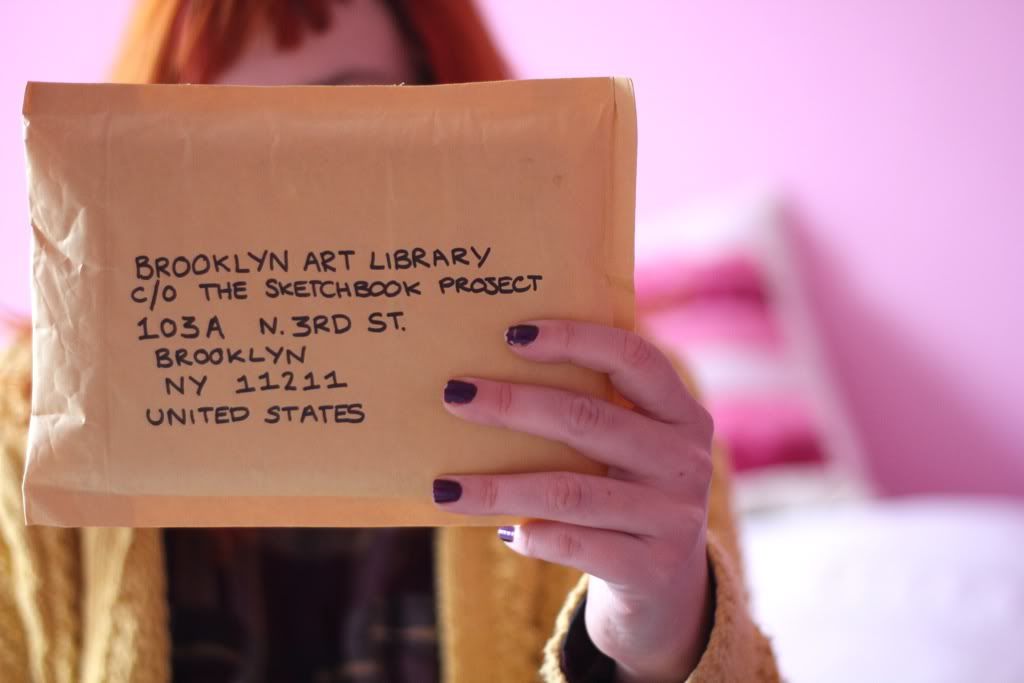 BROOKLYN ART LIBRARY
C/O THE SKETCHBOOK PROJECT
103A N. 3RD ST.
BROOKLYN
NY 11211
UNITED STATES